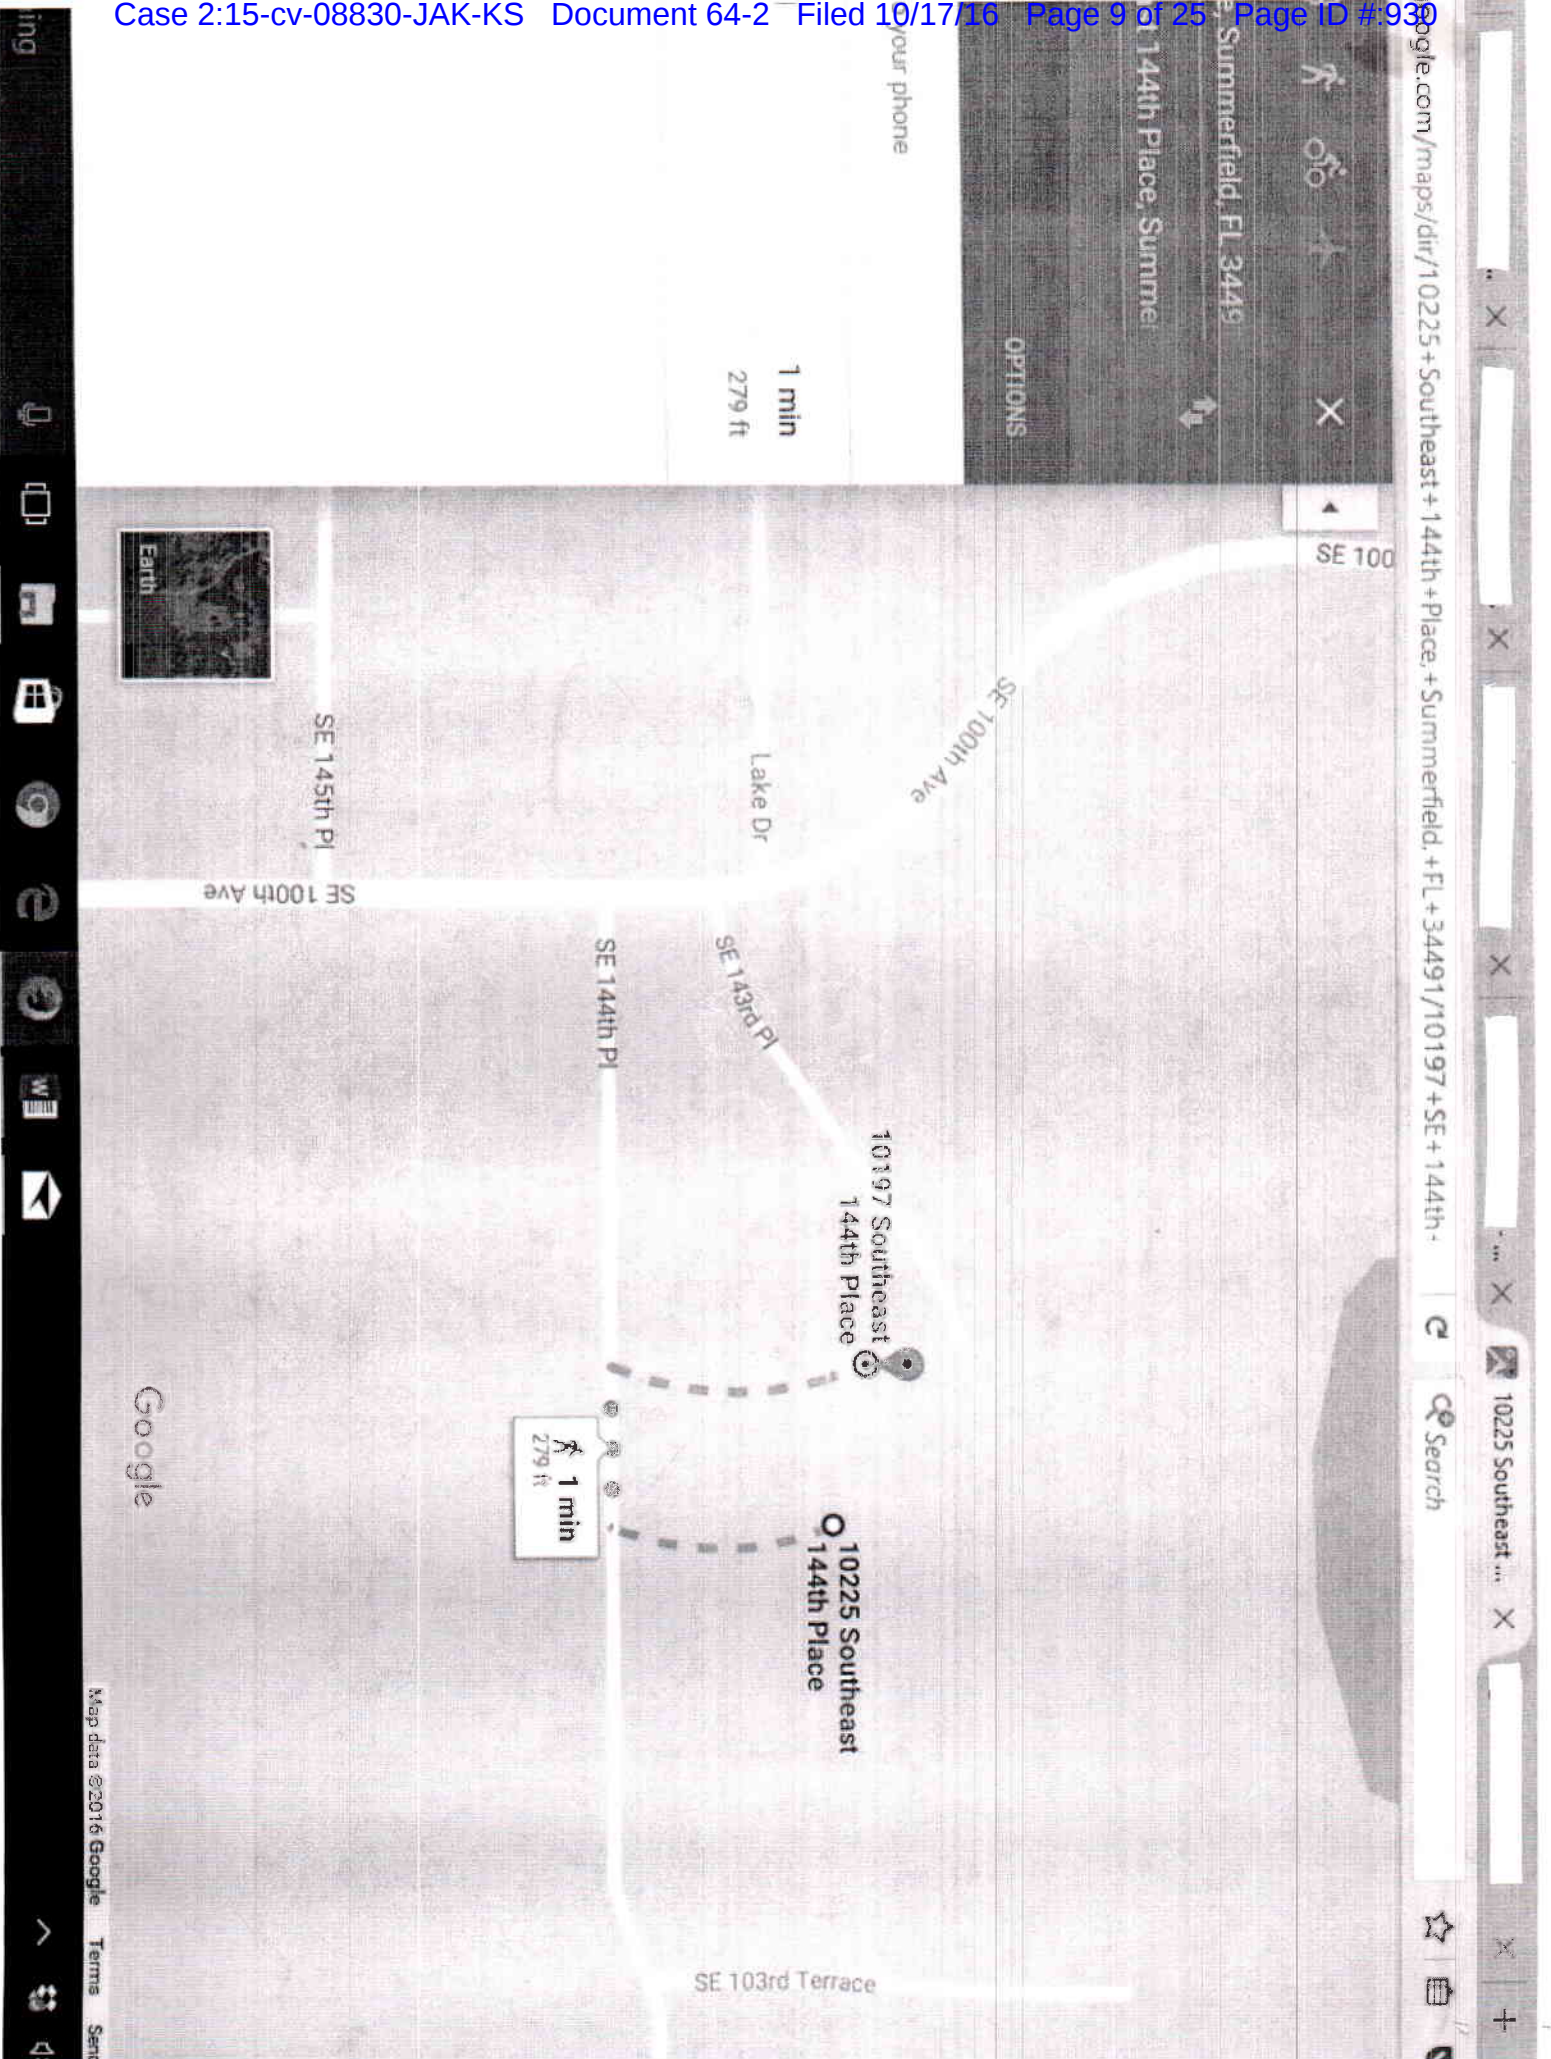 Case 2:15-cv-08830-JAK-KS Document 64-2 Filed 10/17/16 Page 9 of 25 Page ID #:930
10225 Southeast ...
google.com/maps/dir/10225+Southeast+144th+Place,+Summerfield,+FL+34491/10197+SE+144th+
Search
Summerfield, FL 3449
144th Place, Summe
OPTIONS
your phone
1 min
279 ft
SE 100
SE 100th Ave
Lake Dr
SE 143rd Pl
10197 Southeast
144th Place
10225 Southeast
144th Place
SE 144th Pl
1 min
279 ft
SE 103rd Terrace
SE 145th Pl
SE 100th Ave
Earth
Google
Map data ©2016 Google Terms Send
ing